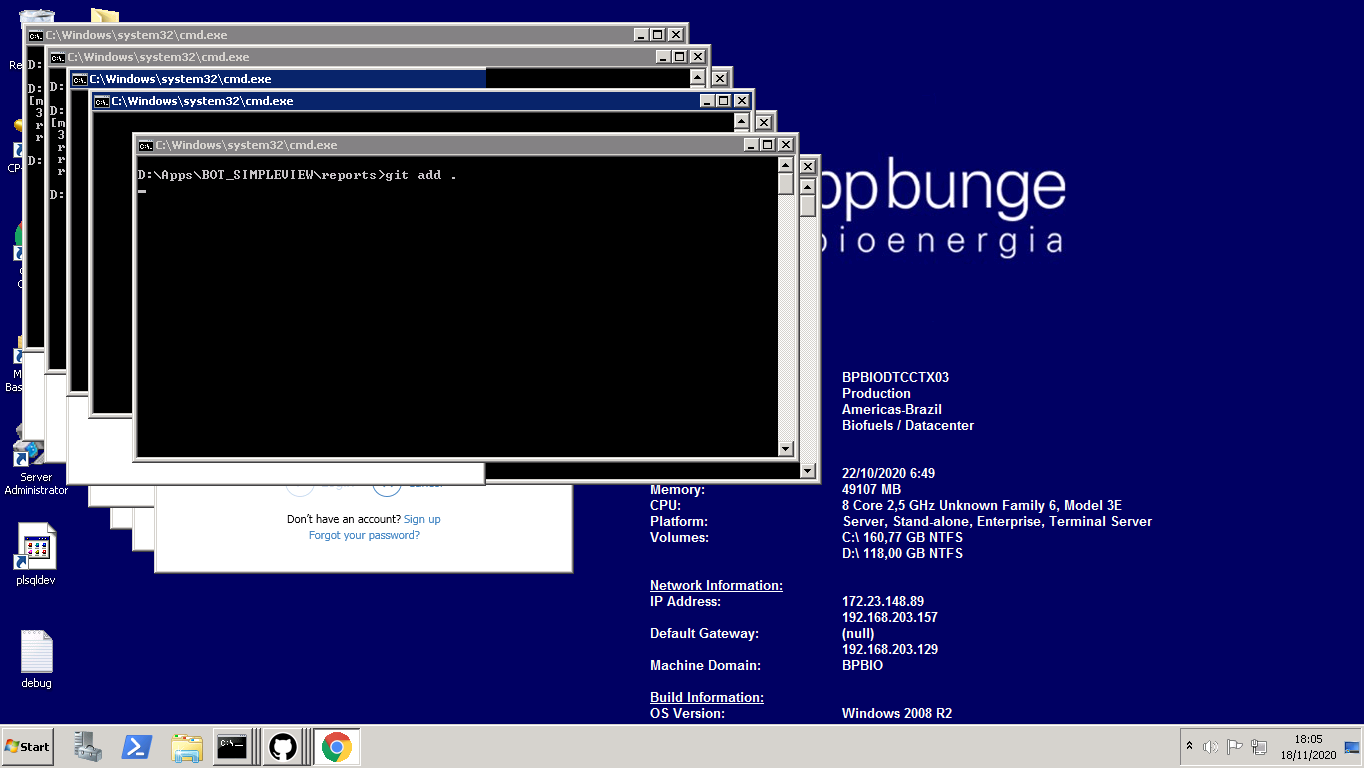 C:\Windows\system32\cmd.exe
C:\Windows\system32\cmd.exe
C:\Windows\system32\cmd.exe
C:\Windows\system32\cmd.exe
C:\Windows\system32\cmd.exe
D:\Apps\BOT_SIMPLEVIEW\reports>git add .
D:
D:
[m
3
r
r
D:
D:
D:
[m
3
r
r
r
D:
bunge
bioenergia
Don't have an account? Sign up
Forgot your password?
BPBIODTCCTX03
Production
Americas-Brazil
Biofuels / Datacenter
22/10/2020 6:49
Memory: 49107 MB
CPU: 8 Core 2,5 GHz Unknown Family 6, Model 3E
Platform: Server, Stand-alone, Enterprise, Terminal Server
Volumes: C:\ 160,77 GB NTFS
D:\ 118,00 GB NTFS
Network Information:
IP Address: 172.23.148.89
192.168.203.157
Default Gateway: (null)
192.168.203.129
Machine Domain: BPBIO
Build Information:
OS Version: Windows 2008 R2
Re
CP
M
Bas
Server
Administrator
plsqldev
debug
Start
C:\_
18:05
18/11/2020